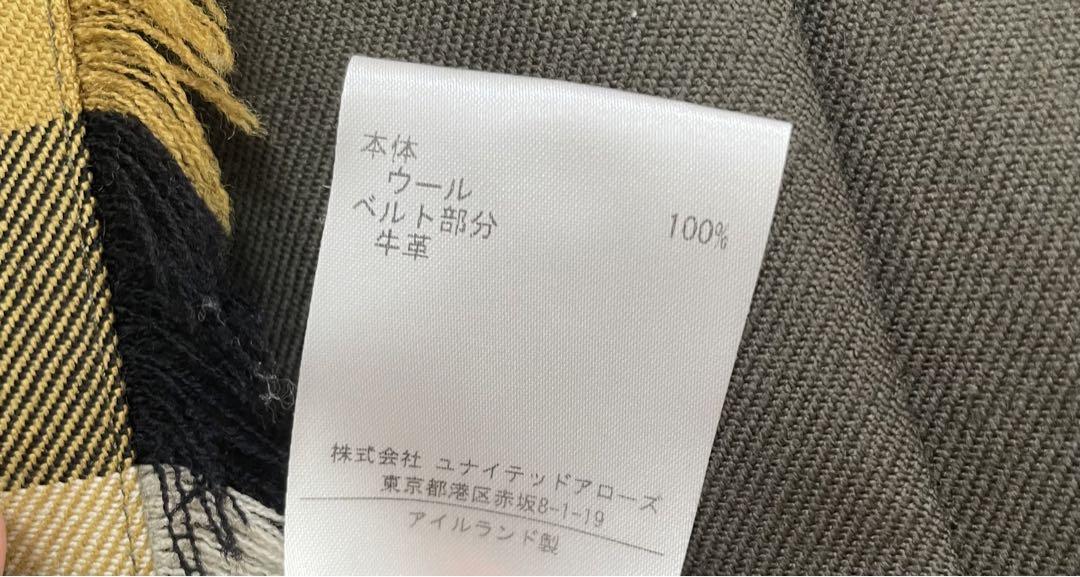 本体
ウール 100%
ベルト部分
牛革
株式会社 ユナイテッドアローズ
東京都港区赤坂8-1-19
アイルランド製